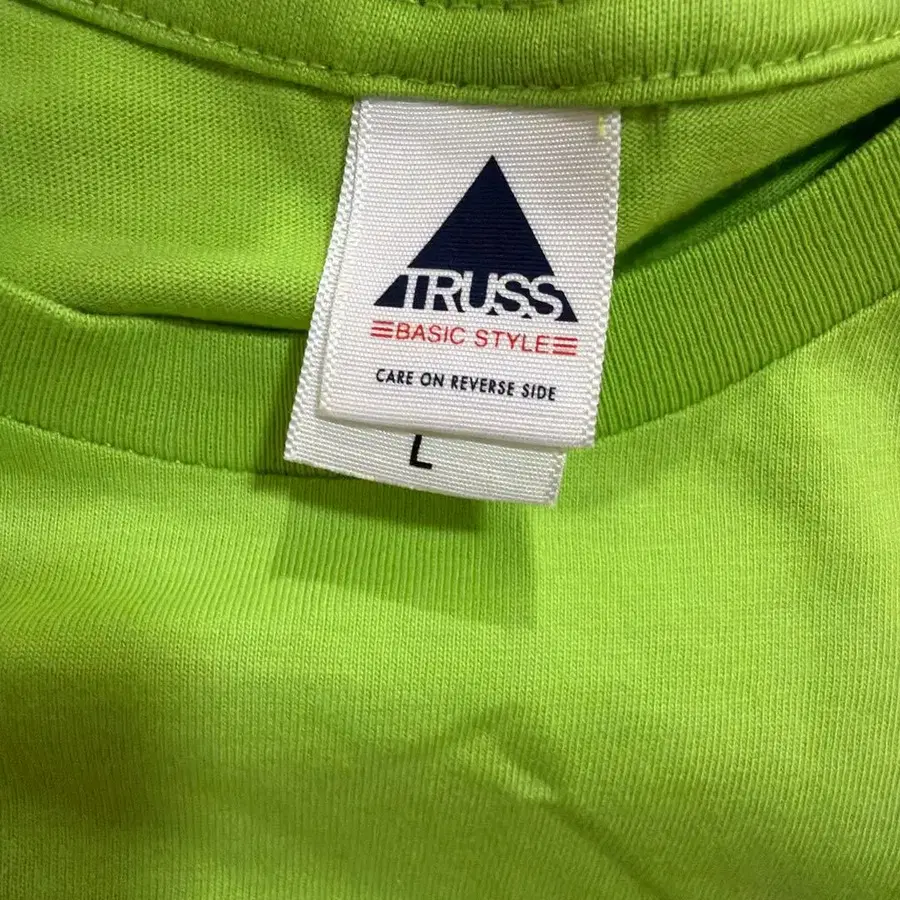 TRUSS
BASIC STYLE
CARE ON REVERSE SIDE
L